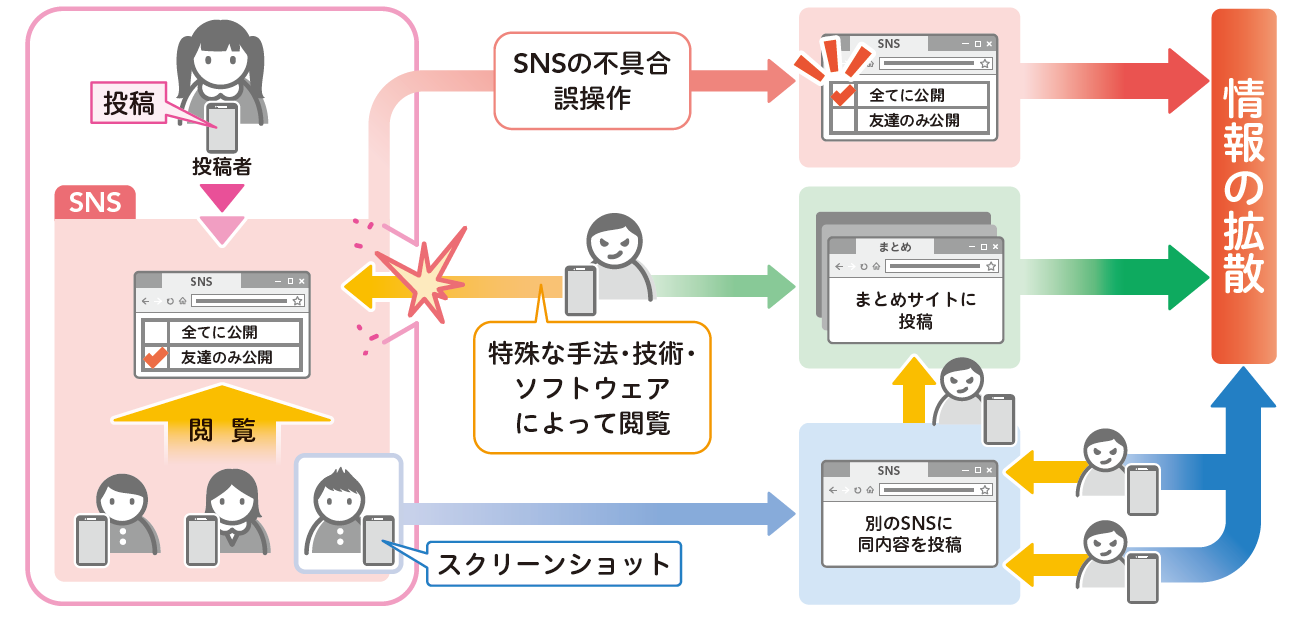 投稿
投稿者
SNS
SNS
全てに公開
友達のみ公開
閲覧
SNSの不具合
誤操作
SNS
全てに公開
友達のみ公開
特殊な手法・技術・
ソフトウェア
によって閲覧
まとめ
まとめサイトに
投稿
スクリーンショット
SNS
別のSNSに
同内容を投稿
情報の拡散